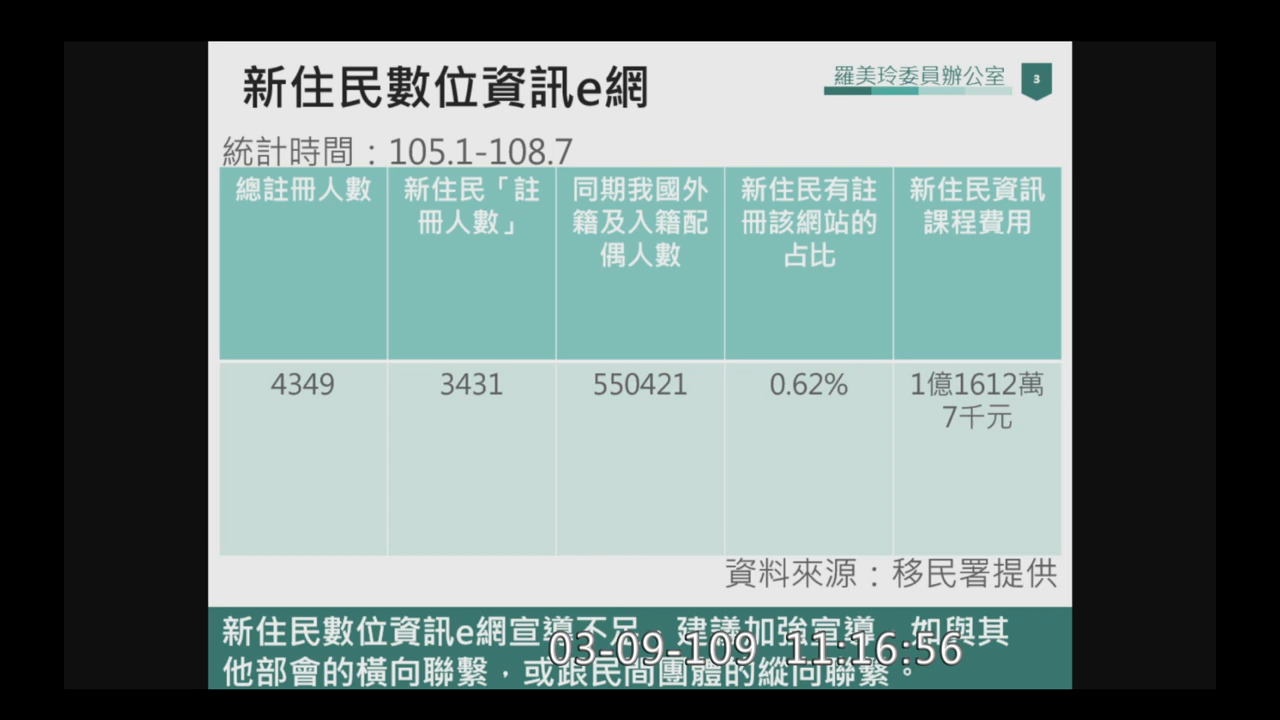 新住民數位資訊e網
羅美玲委員辦公室
3
統計時間：105.1-108.7
總註冊人數
新住民「註
冊人數」
同期我國外
籍及入籍配
偶人數
新住民有註
冊該網站的
占比
新住民資訊
課程費用
4349
3431
550421
0.62%
1億1612萬
7千元
資料來源：移民署提供
新住民數位資訊e網宣導不足，建議加強宣導，如與其
他部會的橫向聯繫，或跟民間團體的縱向聯繫。
03-09-109 11:16:56